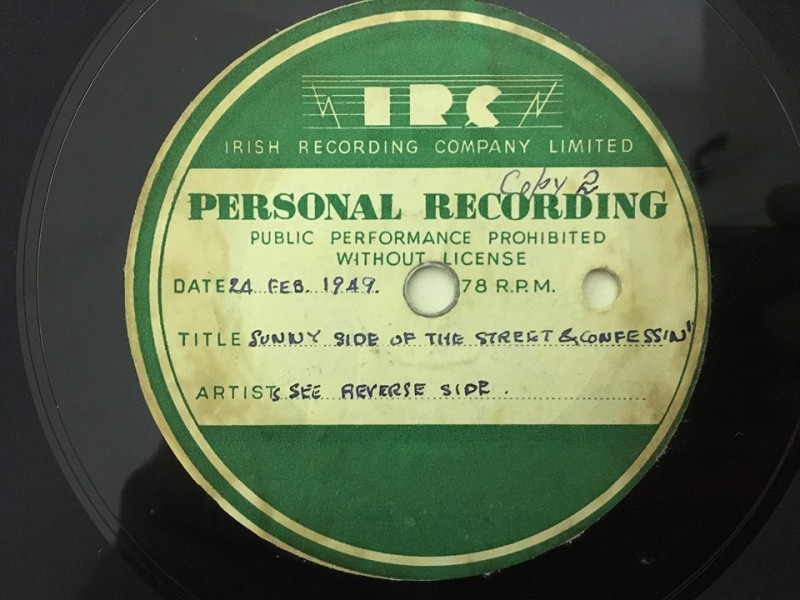 IRC
IRISH RECORDING COMPANY LIMITED
Copy 2
PERSONAL RECORDING
PUBLIC PERFORMANCE PROHIBITED
WITHOUT LICENSE
DATE 24 FEB. 1949. 78 R.P.M.
TITLE SUNNY SIDE OF THE STREET & CONFESSIN'
ARTISTS SEE REVERSE SIDE.